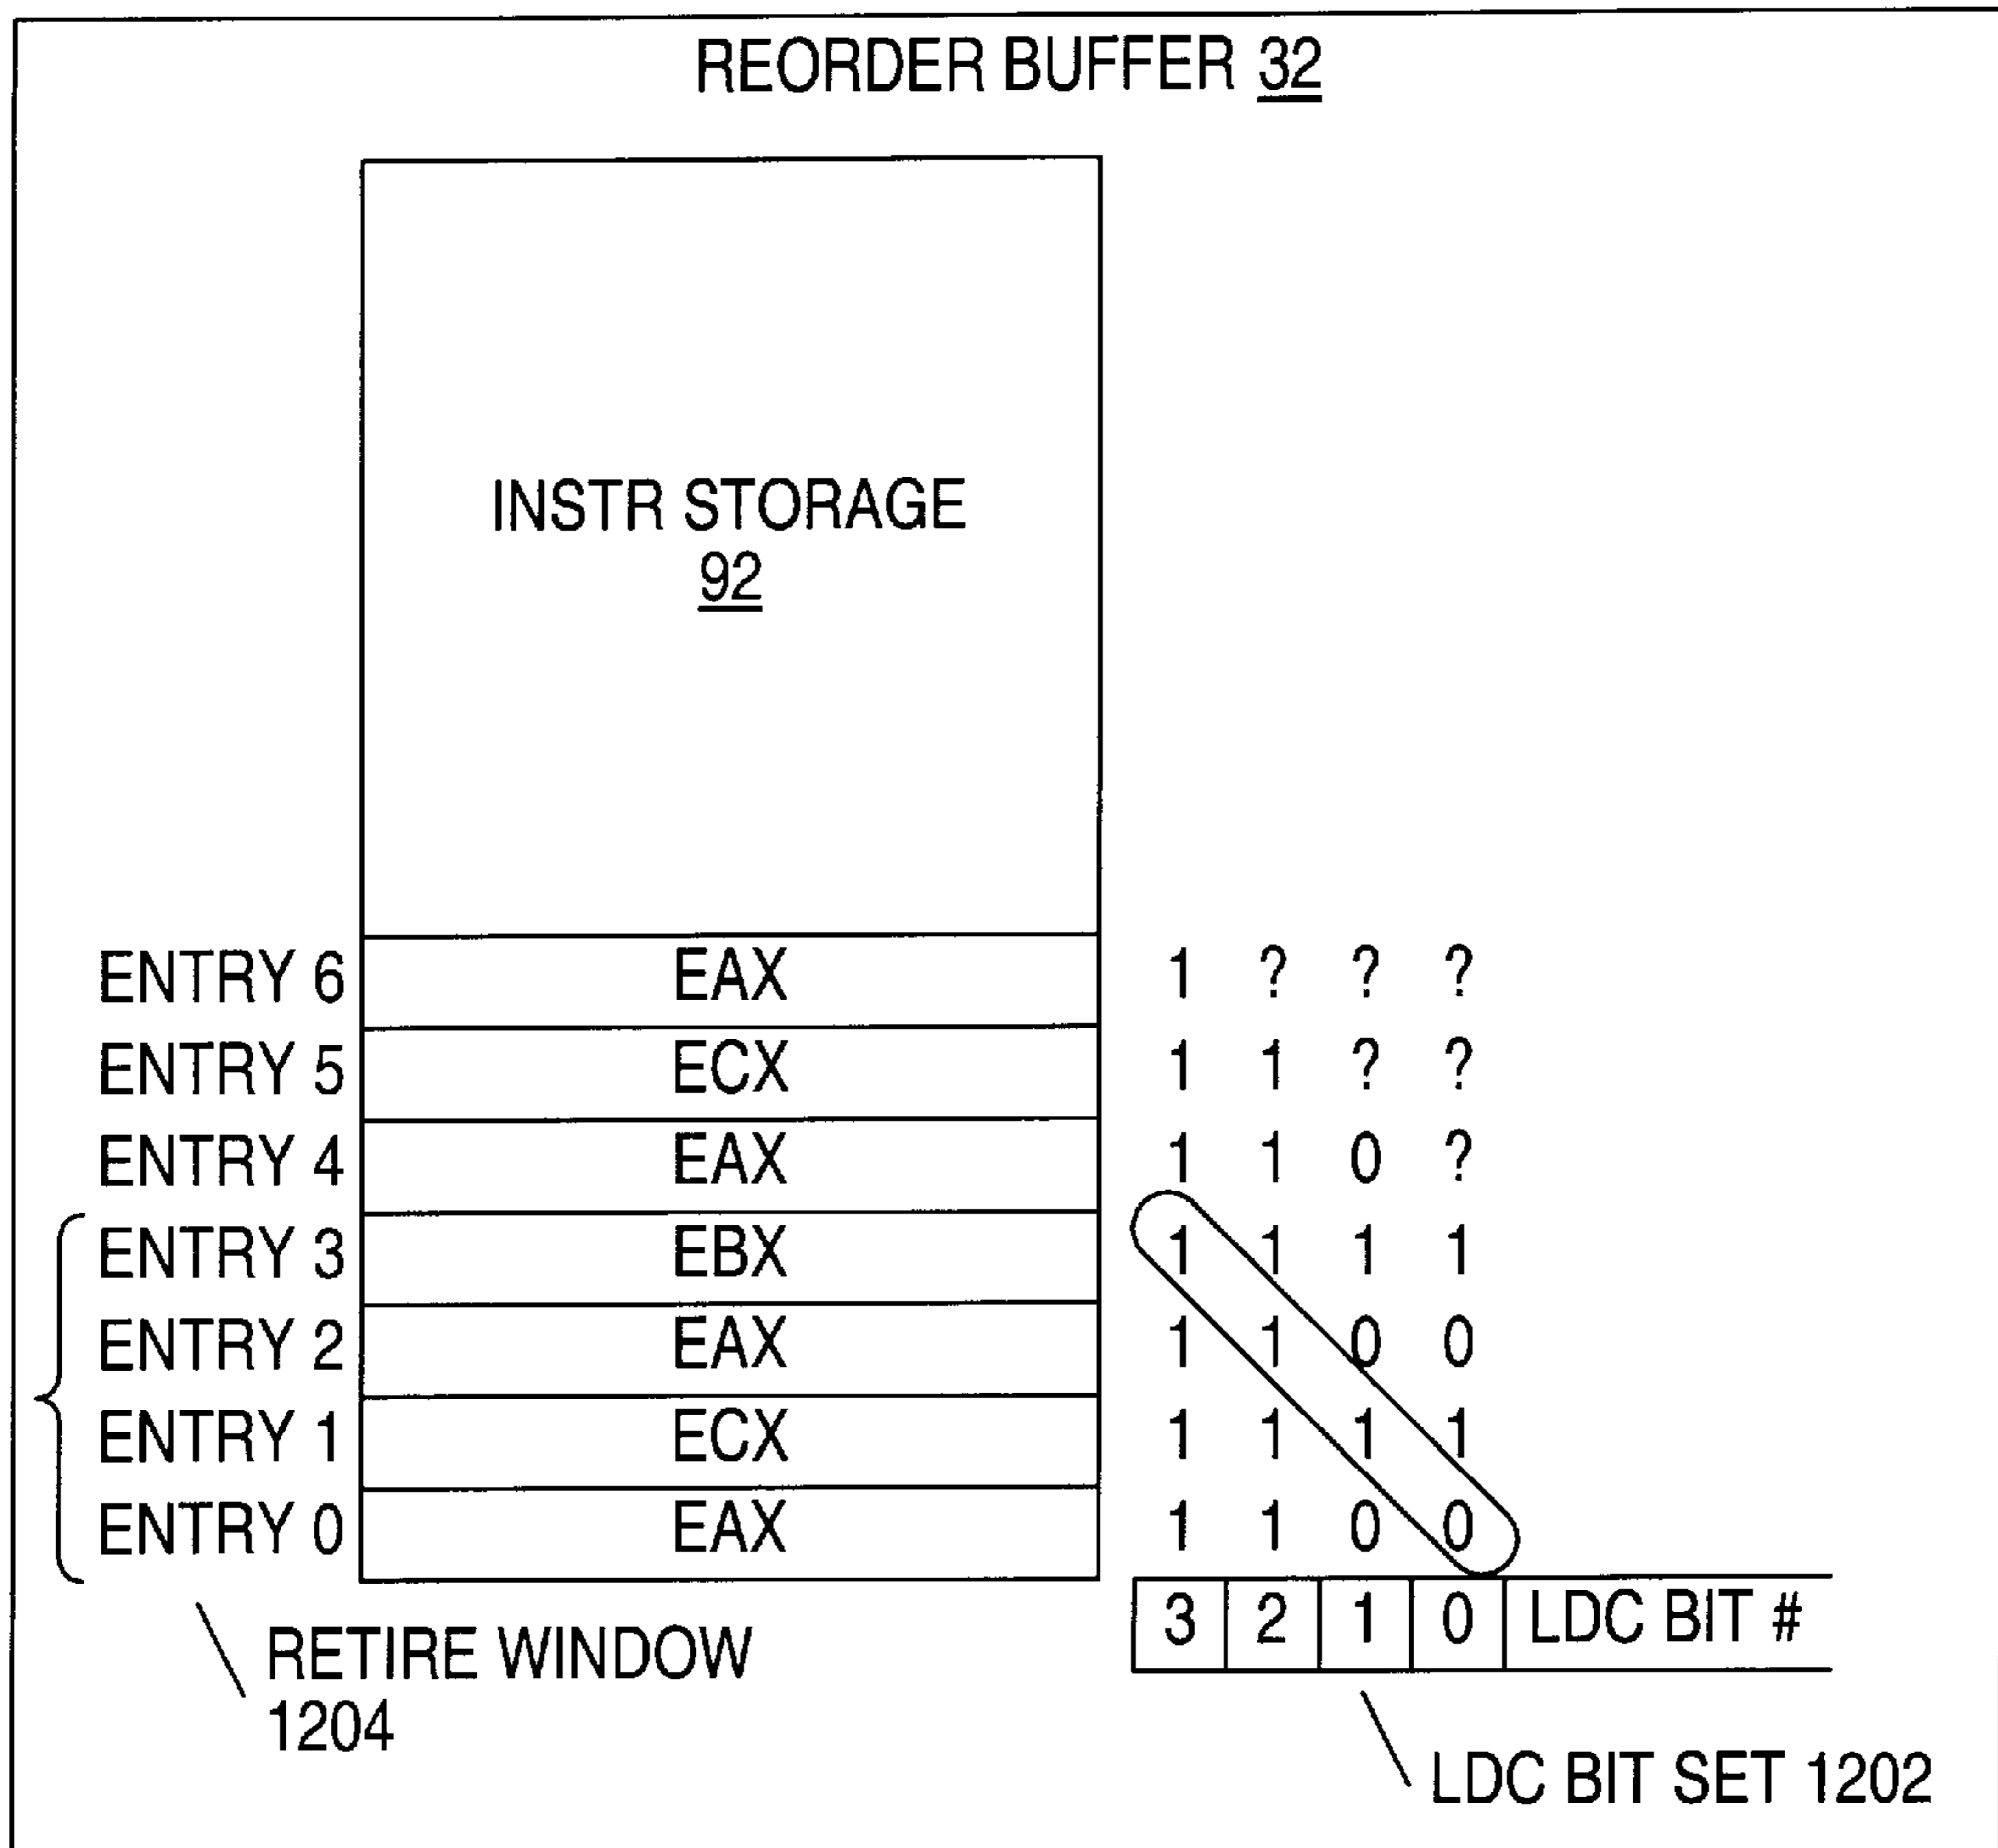 REORDER BUFFER 32
INSTR STORAGE
92
ENTRY 6 EAX 1 ? ? ?
ENTRY 5 ECX 1 1 ? ?
ENTRY 4 EAX 1 1 0 ?
ENTRY 3 EBX 1 1 1 1
ENTRY 2 EAX 1 1 0 0
ENTRY 1 ECX 1 1 1 1
ENTRY 0 EAX 1 1 0 0
3 2 1 0 LDC BIT #
RETIRE WINDOW
1204
LDC BIT SET 1202